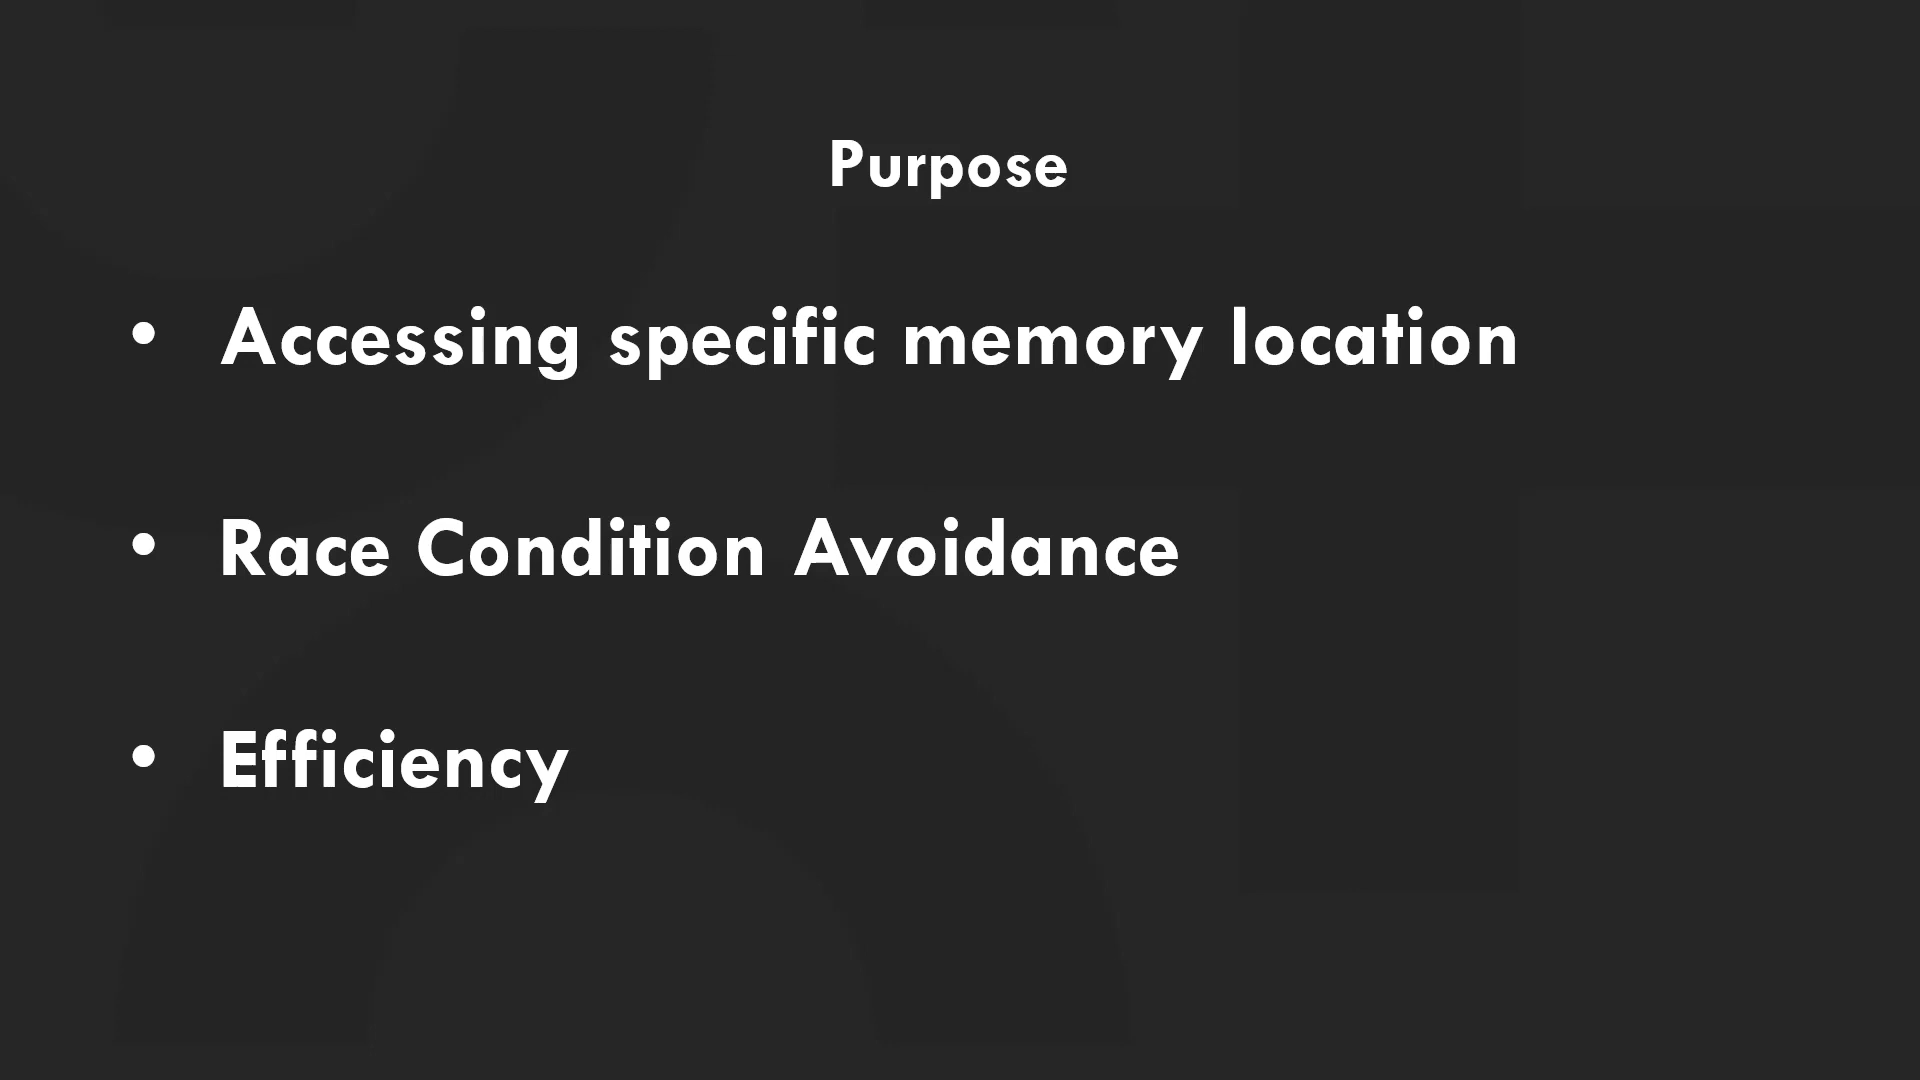 Purpose
• Accessing specific memory location
• Race Condition Avoidance
• Efficiency